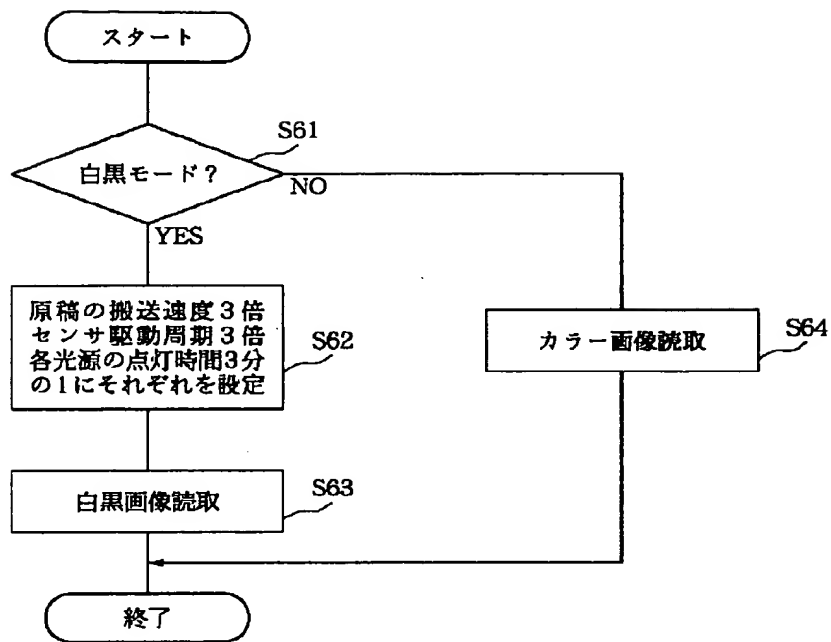 スタート
S61
白黒モード？
NO
YES
原稿の搬送速度3倍
センサ駆動周期3倍
各光源の点灯時間3分
の1にそれぞれを設定
S62
カラー画像読取
S64
白黒画像読取
S63
終了